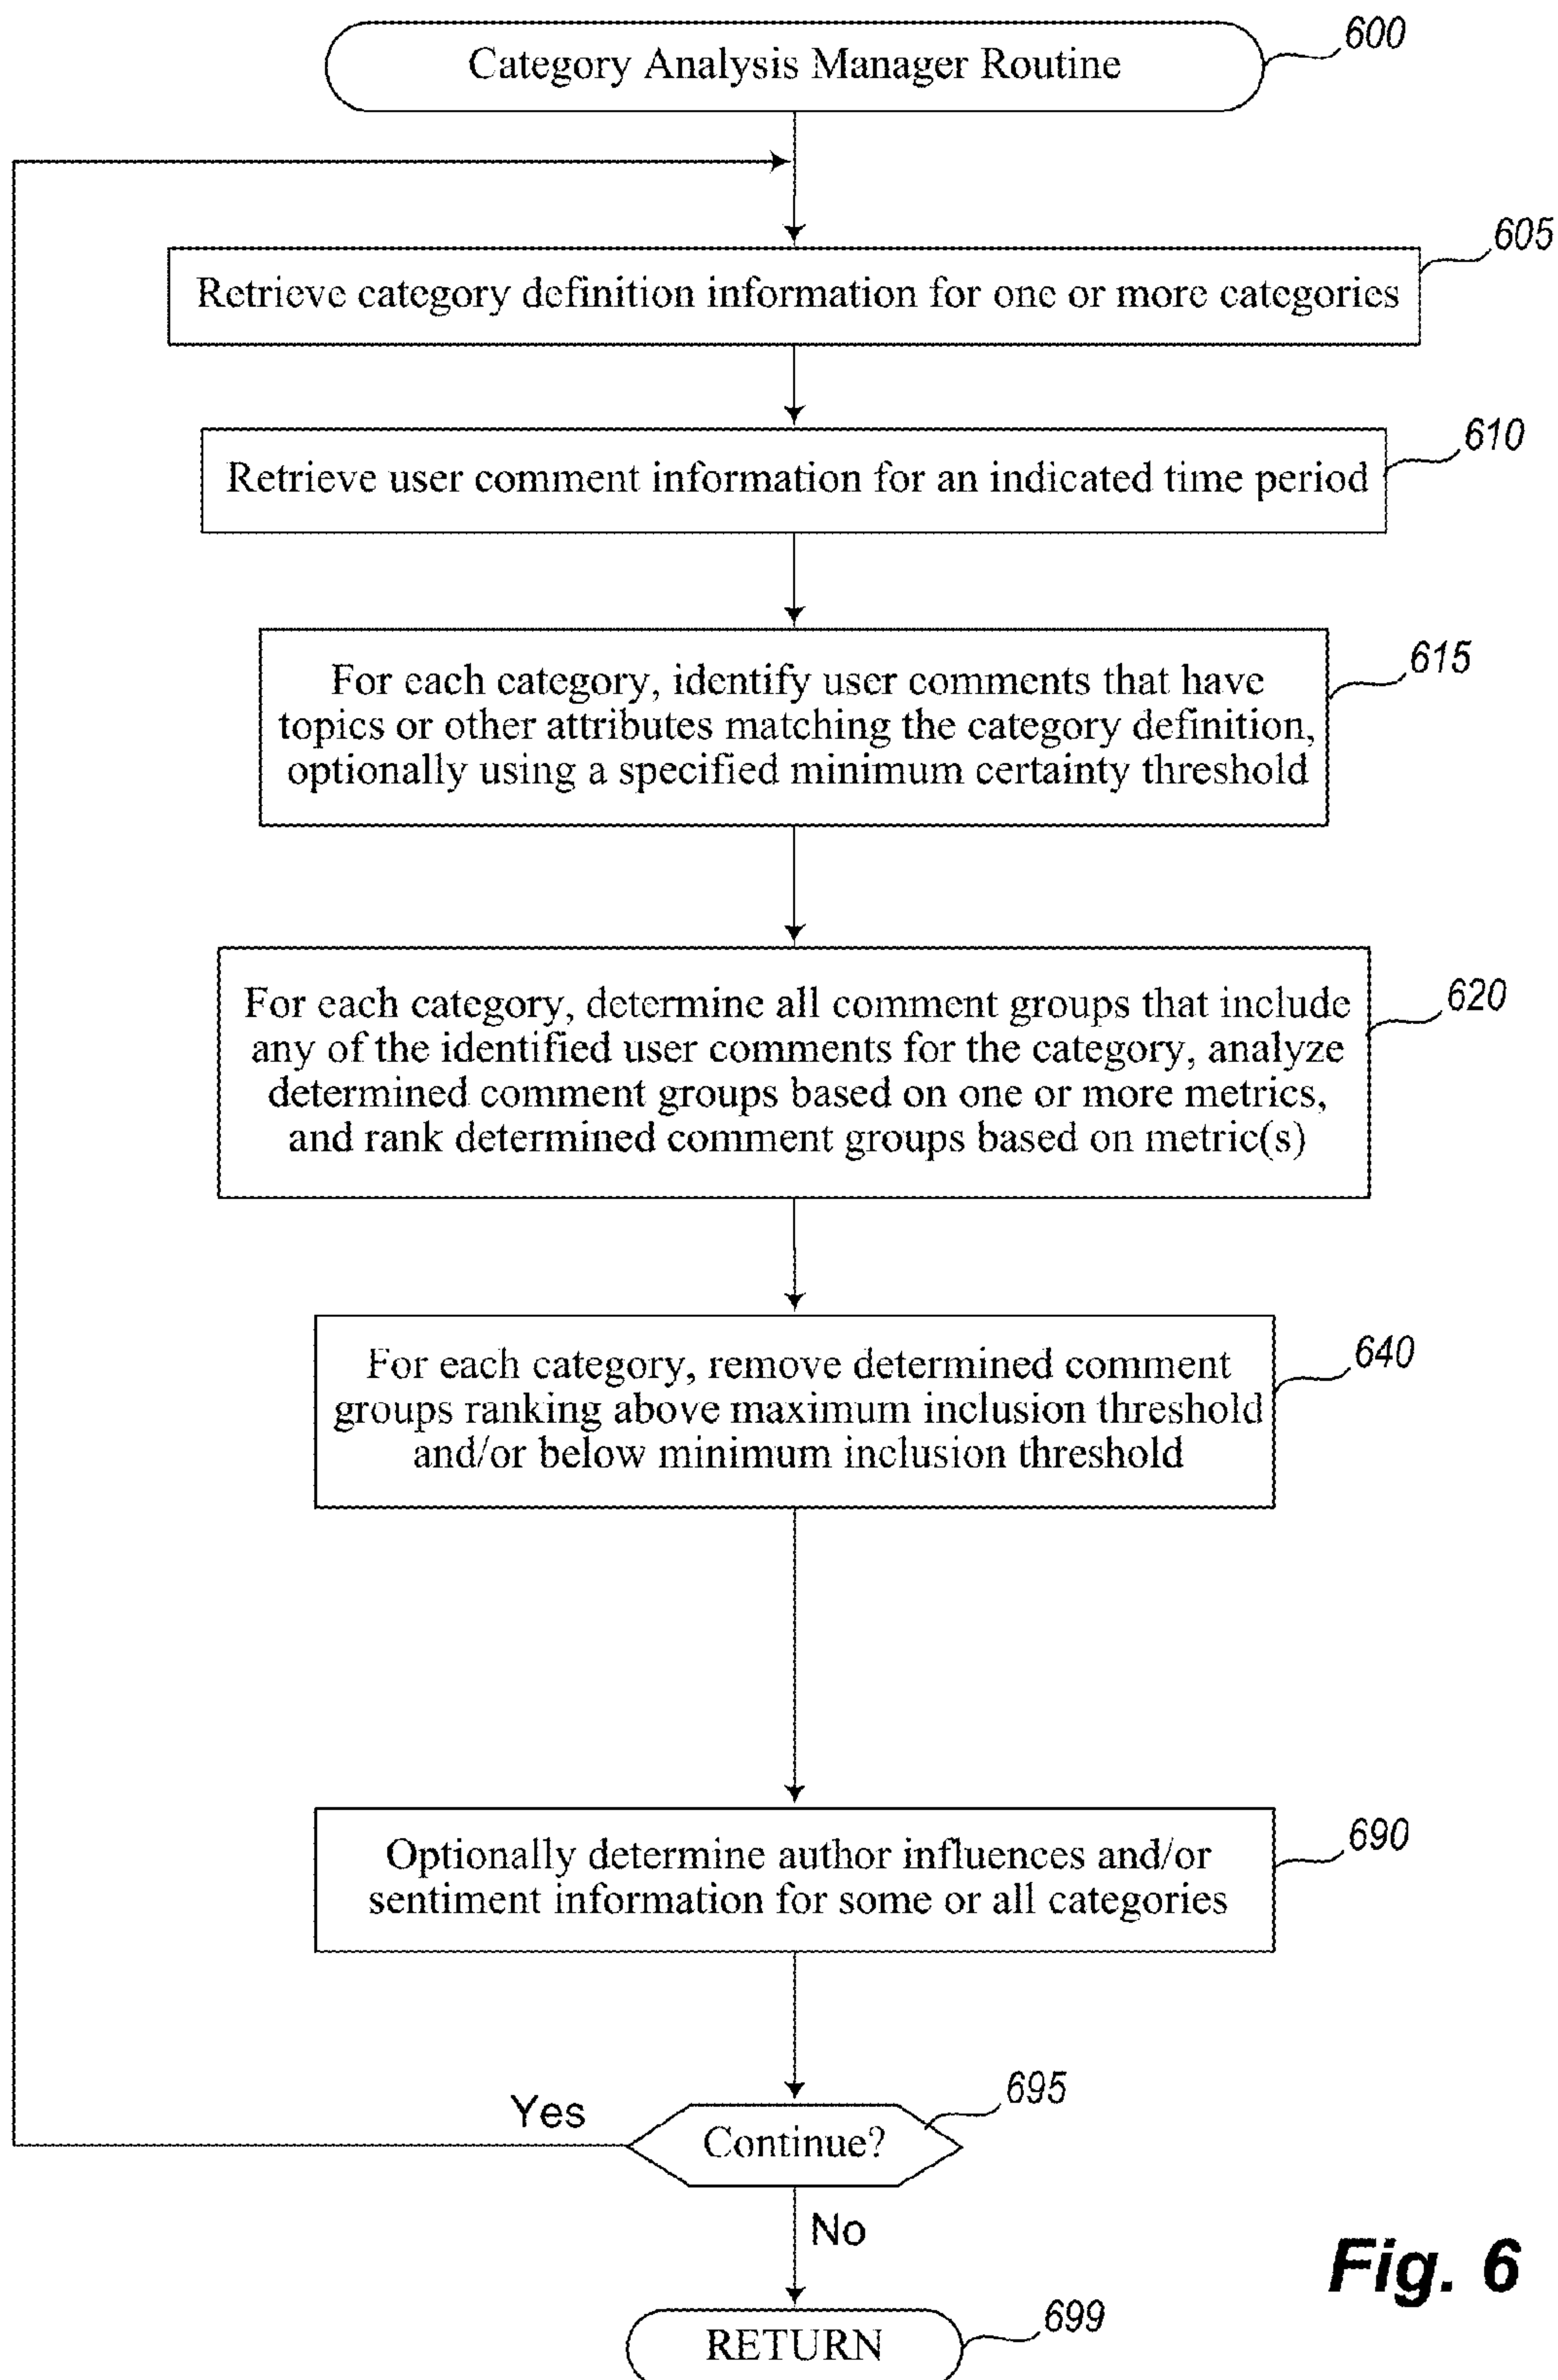 600
Category Analysis Manager Routine
605
Retrieve category definition information for one or more categories
610
Retrieve user comment information for an indicated time period
615
For each category, identify user comments that have
topics or other attributes matching the category definition,
optionally using a specified minimum certainty threshold
620
For each category, determine all comment groups that include
any of the identified user comments for the category, analyze
determined comment groups based on one or more metrics,
and rank determined comment groups based on metric(s)
640
For each category, remove determined comment
groups ranking above maximum inclusion threshold
and/or below minimum inclusion threshold
690
Optionally determine author influences and/or
sentiment information for some or all categories
695
Yes
Continue?
No
Fig. 6
699
RETURN